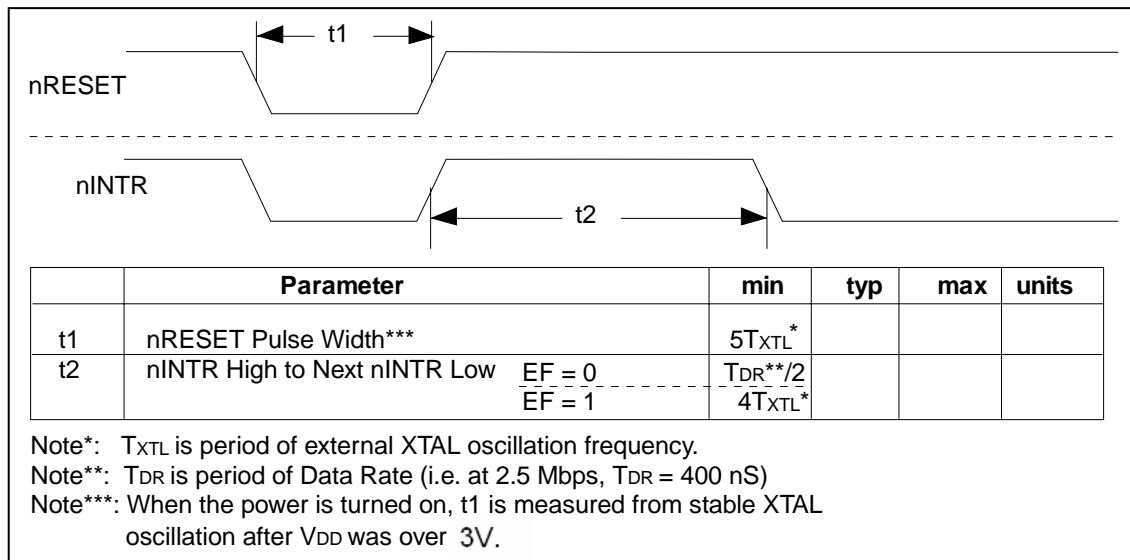 t1
nRESET
nINTR
t2
Parameter min typ max units
t1 nRESET Pulse Width*** 5TXTL*
t2 nINTR High to Next nINTR Low EF = 0 TDR**/2
EF = 1 4TXTL*
Note*: TXTL is period of external XTAL oscillation frequency.
Note**: TDR is period of Data Rate (i.e. at 2.5 Mbps, TDR = 400 nS)
Note***: When the power is turned on, t1 is measured from stable XTAL
oscillation after VDD was over 3V.